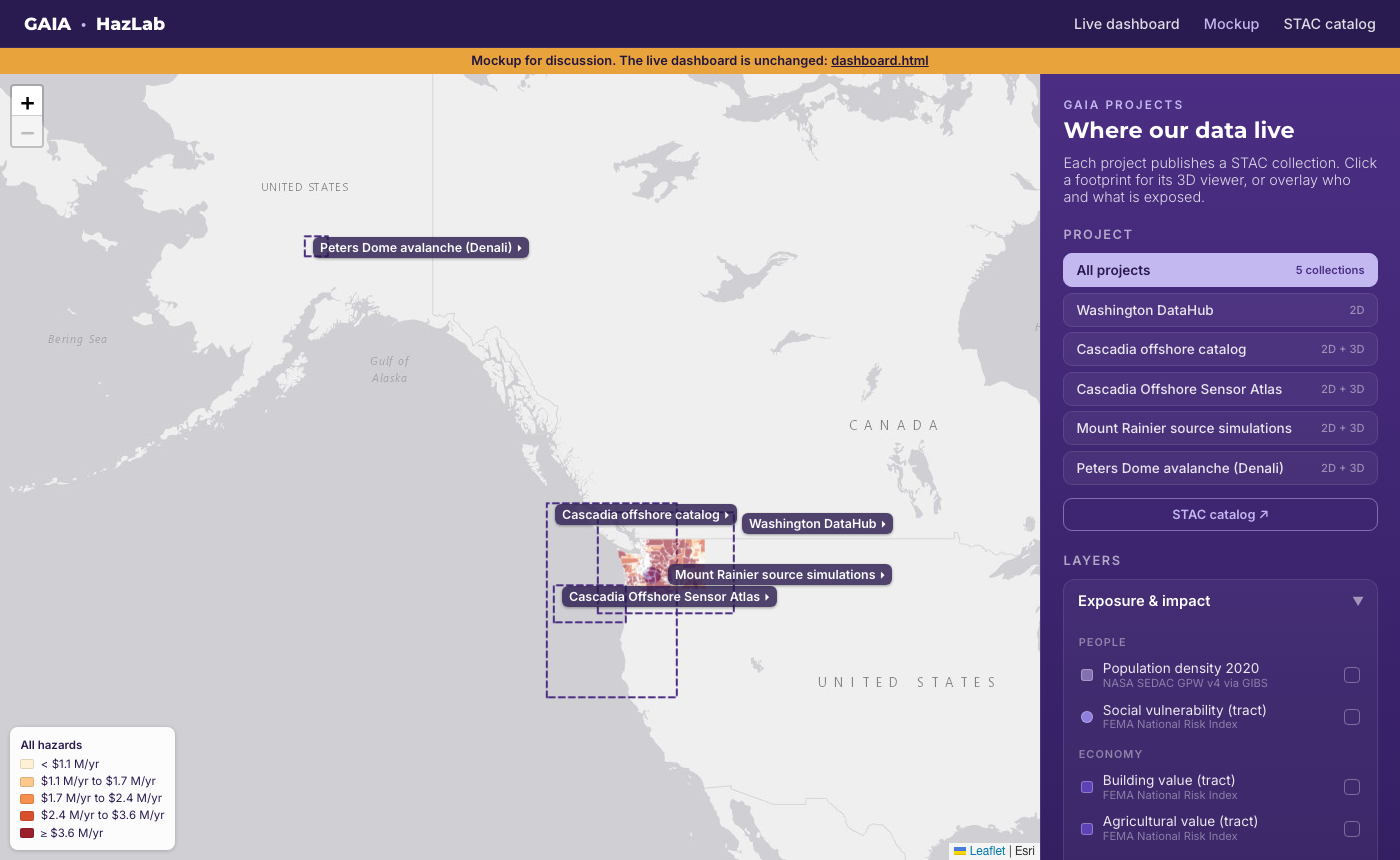 GAIA • HazLab
Live dashboard
Mockup
STAC catalog
Mockup for discussion. The live dashboard is unchanged: dashboard.html
+
−
UNITED STATES
Peters Dome avalanche (Denali) ▸
Bering Sea
Gulf of
Alaska
CANADA
Cascadia offshore catalog ▸
Washington DataHub ▸
Mount Rainier source simulations ▸
Cascadia Offshore Sensor Atlas ▸
UNITED STATES
All hazards
< $1.1 M/yr
$1.1 M/yr to $1.7 M/yr
$1.7 M/yr to $2.4 M/yr
$2.4 M/yr to $3.6 M/yr
≥ $3.6 M/yr
Leaflet | Esri
GAIA PROJECTS
Where our data live
Each project publishes a STAC collection. Click
a footprint for its 3D viewer, or overlay who
and what is exposed.
PROJECT
All projects 5 collections
Washington DataHub 2D
Cascadia offshore catalog 2D + 3D
Cascadia Offshore Sensor Atlas 2D + 3D
Mount Rainier source simulations 2D + 3D
Peters Dome avalanche (Denali) 2D + 3D
STAC catalog ↗
LAYERS
Exposure & impact ▼
PEOPLE
Population density 2020
NASA SEDAC GPW v4 via GIBS
Social vulnerability (tract)
FEMA National Risk Index
ECONOMY
Building value (tract)
FEMA National Risk Index
Agricultural value (tract)
FEMA National Risk Index